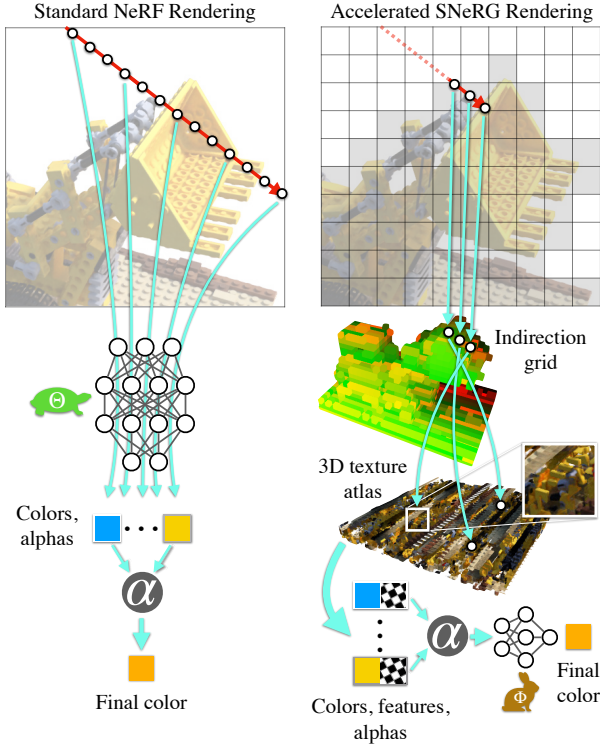 Standard NeRF Rendering
Θ
Colors,
alphas
α
Final color
Accelerated SNeRG Rendering
Indirection
grid
3D texture
atlas
α
Φ
Final
color
Colors, features,
alphas